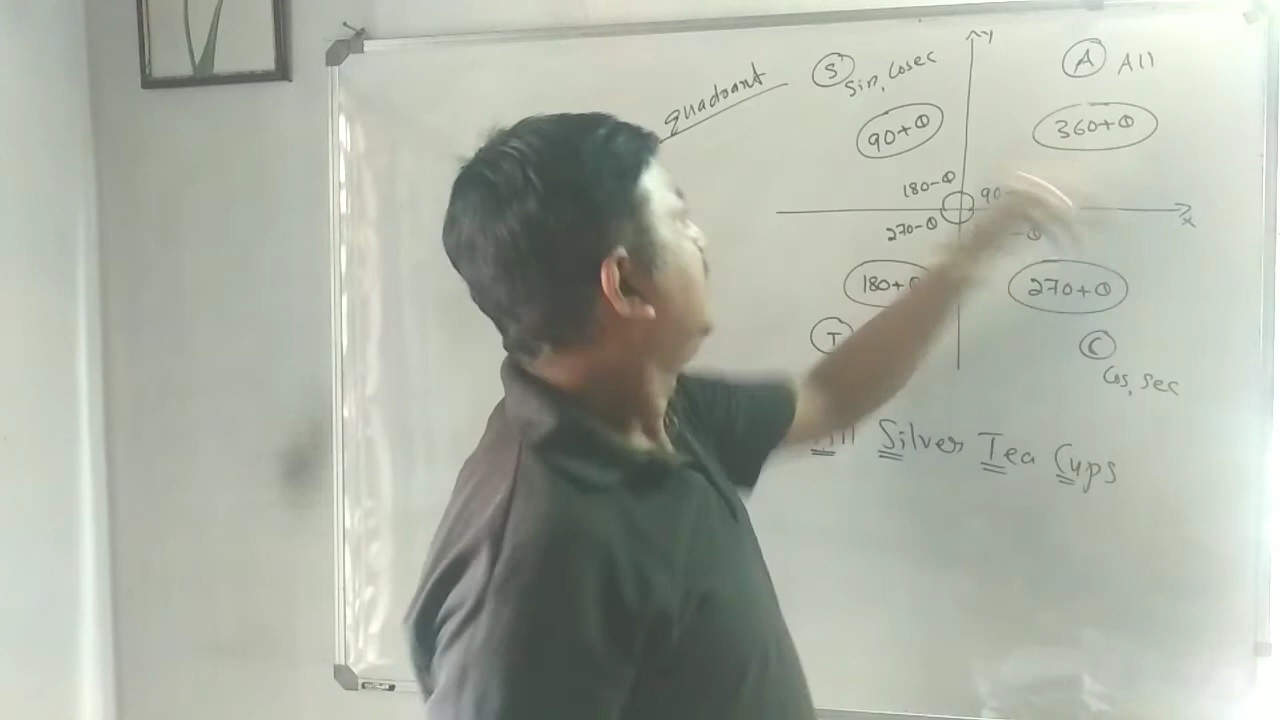 quadrant
S
Sin, Cosec
Y
A All
90+θ
360+θ
180-θ
90
X
270-θ
-θ
180+
270+θ
T
C
Cos, Sec
Silver Tea Cups